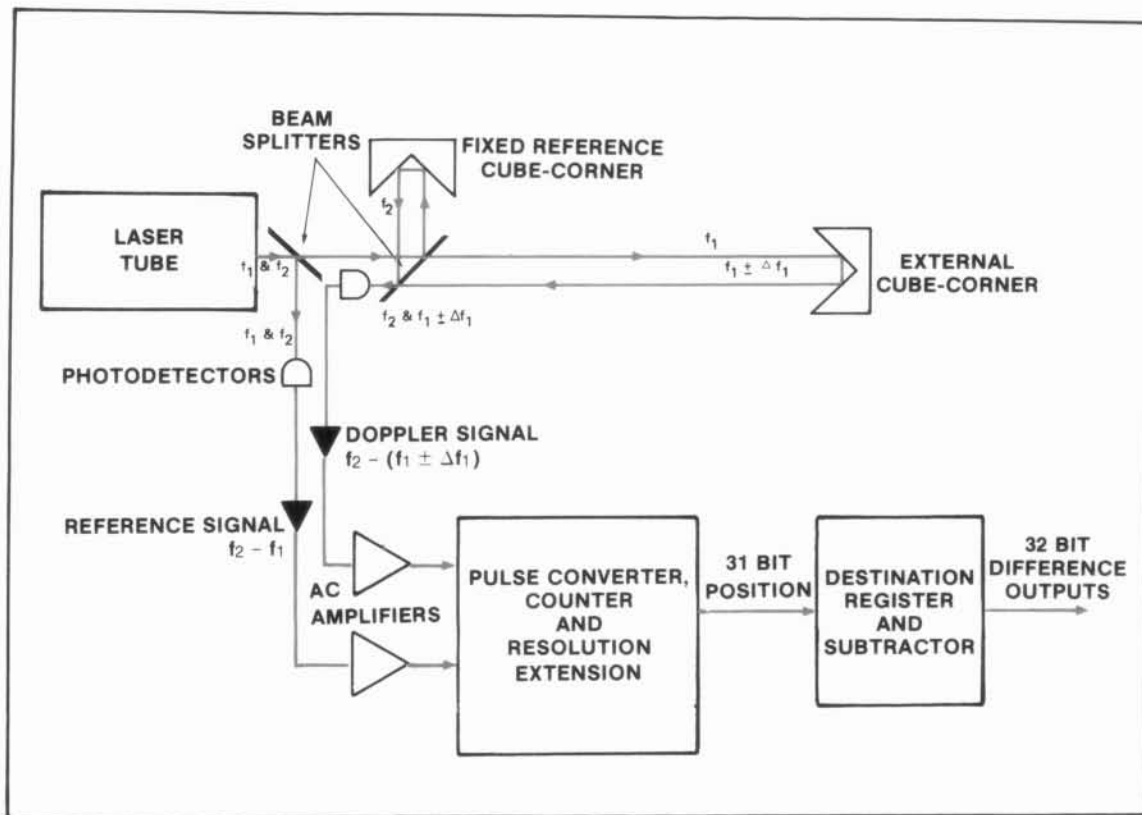 BEAM
SPLITTERS
FIXED REFERENCE
CUBE-CORNER
LASER
TUBE
f₁ & f₂
f₂
f₁
f₁ ± Δf₁
EXTERNAL
CUBE-CORNER
f₂ & f₁ ± Δf₁
f₁ & f₂
PHOTODETECTORS
DOPPLER SIGNAL
f₂ – (f₁ ± Δf₁)
REFERENCE SIGNAL
f₂ – f₁
AC
AMPLIFIERS
PULSE CONVERTER,
COUNTER
AND
RESOLUTION
EXTENSION
31 BIT
POSITION
DESTINATION
REGISTER
AND
SUBTRACTOR
32 BIT
DIFFERENCE
OUTPUTS